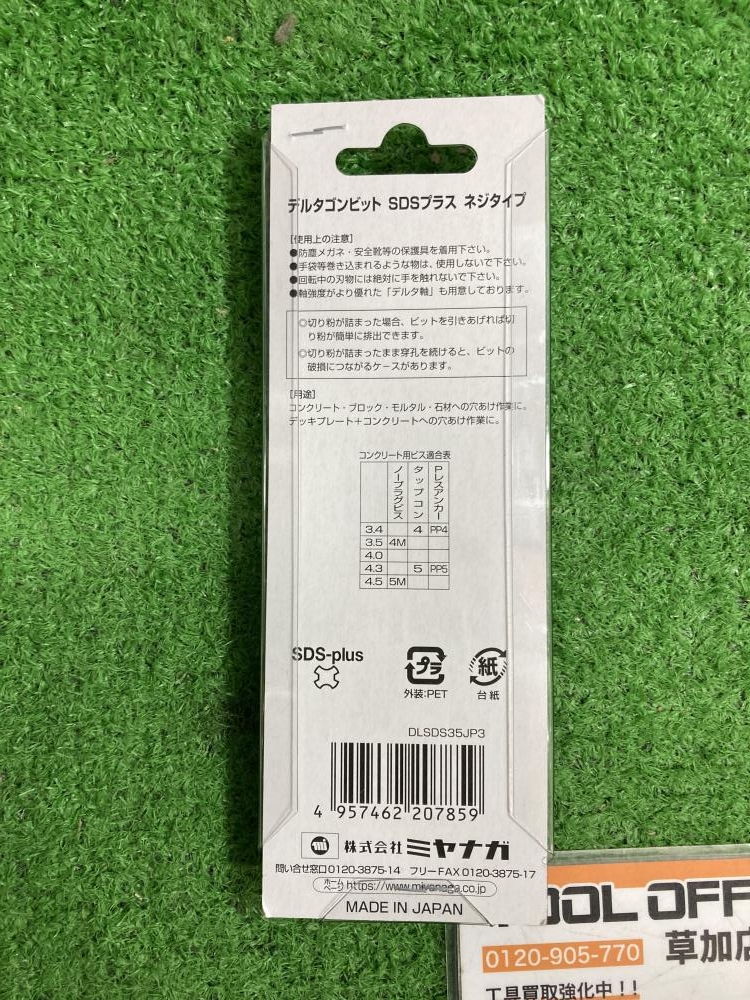 デルタゴンビット SDSプラス ネジタイプ
[使用上の注意]
●防塵メガネ・安全靴等の保護具を着用下さい。
●手袋等巻き込まれるような物は、使用しないで下さい。
●回転中の刃物には絶対に手を触れないで下さい。
●軸強度がより優れた「デルタ軸」も用意しております。
◎切り粉が詰まった場合、ビットを引きあげれば切り粉が簡単に排出できます。
◎切り粉が詰まったまま穿孔を続けると、ビットの破損につながるケースがあります。
[用途]
コンクリート・ブロック・モルタル・石材への穴あけ作業に。
デッキプレート+コンクリートへの穴あけ作業に。
コンクリート用ビス適合表
ノープラグビス タップコン Pレスアンカー
3.4 4 PP4
3.5 4M
4.0
4.3 5 PP5
4.5 5M
SDS-plus
プラ
外装:PET
紙
台紙
DLSDS35JP3
4 957462 207859
mi 株式会社 ミヤナガ
問い合せ窓口 0120-3875-14 フリーFAX 0120-3875-17
ホームページ https://www.miyanaga.co.jp
MADE IN JAPAN
OOL OFF
0120-905-770 草加店
工具買取強化中!!